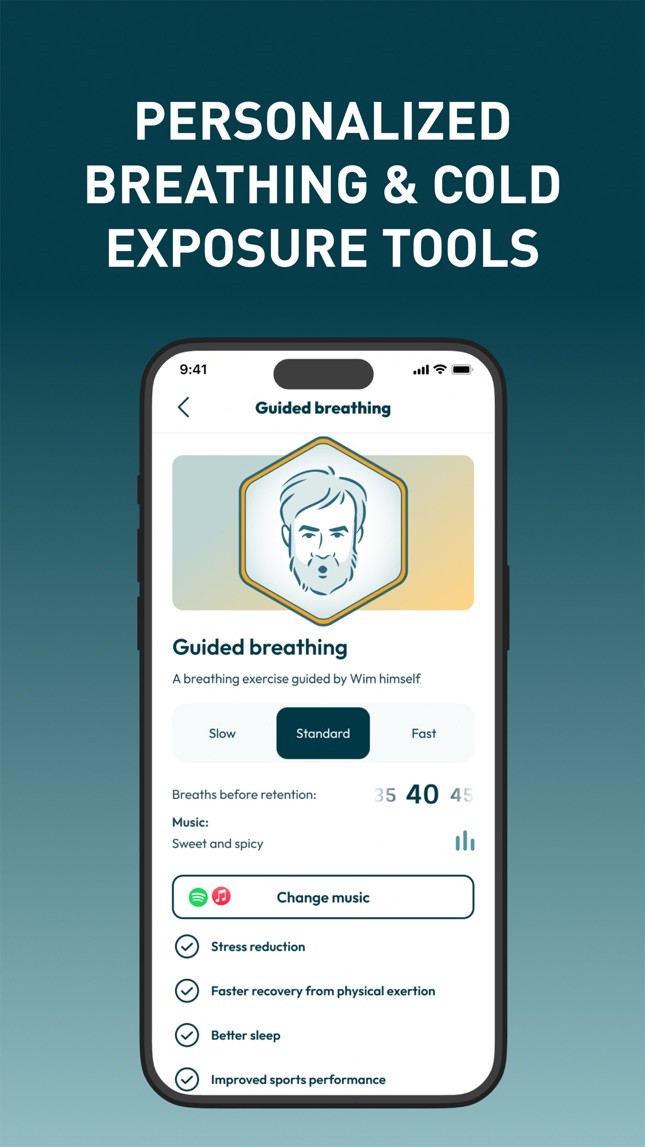 PERSONALIZED
BREATHING & COLD
EXPOSURE TOOLS
9:41
Guided breathing
Guided breathing
A breathing exercise guided by Wim himself.
Slow Standard Fast
Breaths before retention: 35 40 45
Music:
Sweet and spicy
Change music
Stress reduction
Faster recovery from physical exertion
Better sleep
Improved sports performance